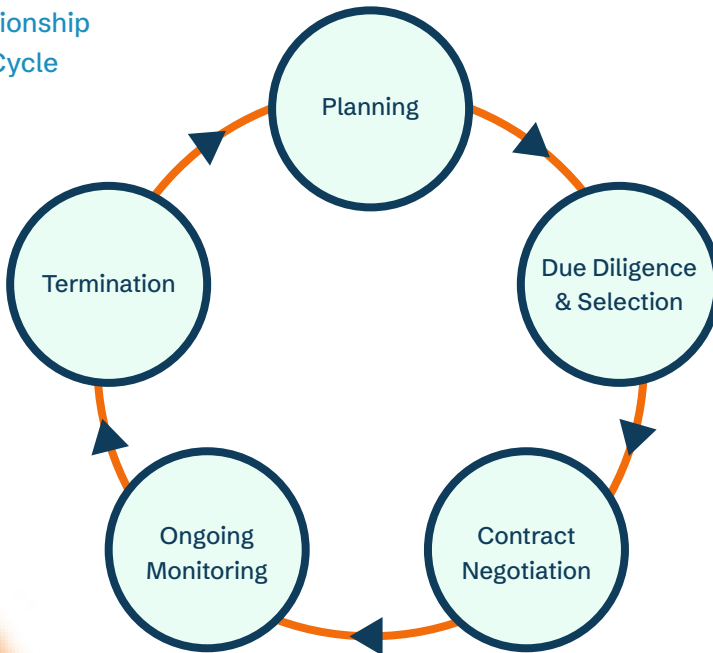 ionship
Cycle
Planning
Due Diligence
& Selection
Contract
Negotiation
Ongoing
Monitoring
Termination